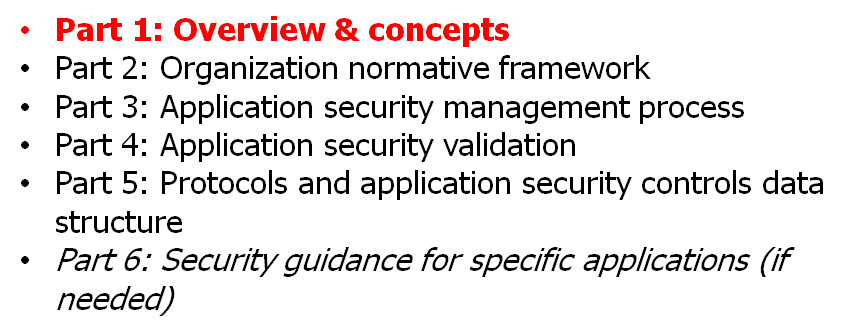 • Part 1: Overview & concepts
• Part 2: Organization normative framework
• Part 3: Application security management process
• Part 4: Application security validation
• Part 5: Protocols and application security controls data
structure
• Part 6: Security guidance for specific applications (if
needed)